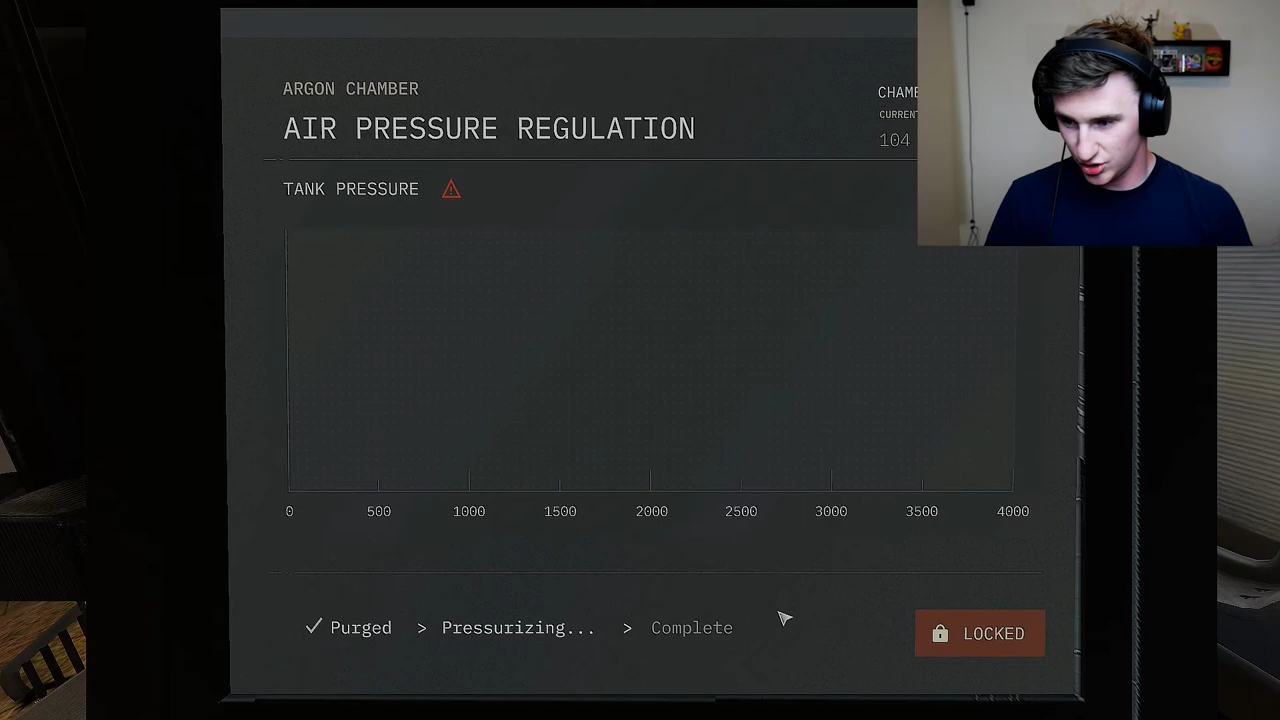 ARGON CHAMBER
AIR PRESSURE REGULATION
CURRENT
104
TANK PRESSURE
0 500 1000 1500 2000 2500 3000 3500 4000
Purged > Pressurizing... > Complete
LOCKED